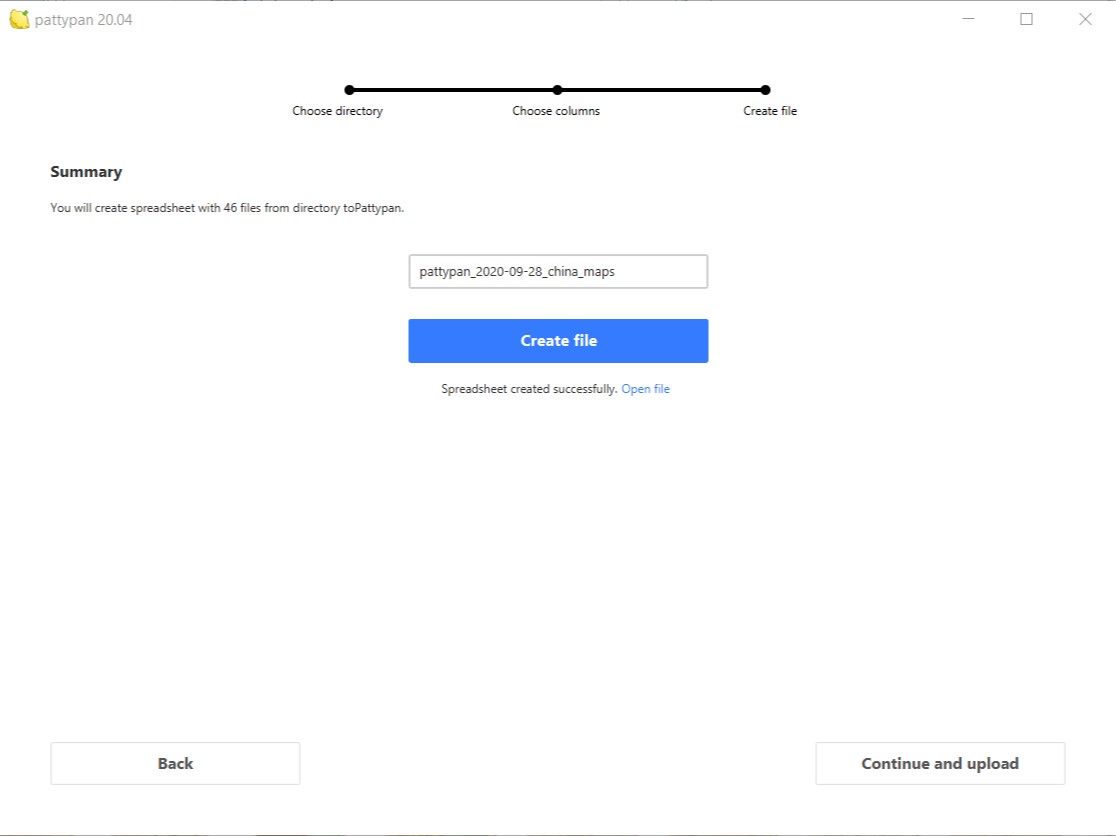 pattypan 20.04
Choose directory
Choose columns
Create file
Summary
You will create spreadsheet with 46 files from directory toPattypan.
pattypan_2020-09-28_china_maps
Create file
Spreadsheet created successfully. Open file
Back
Continue and upload